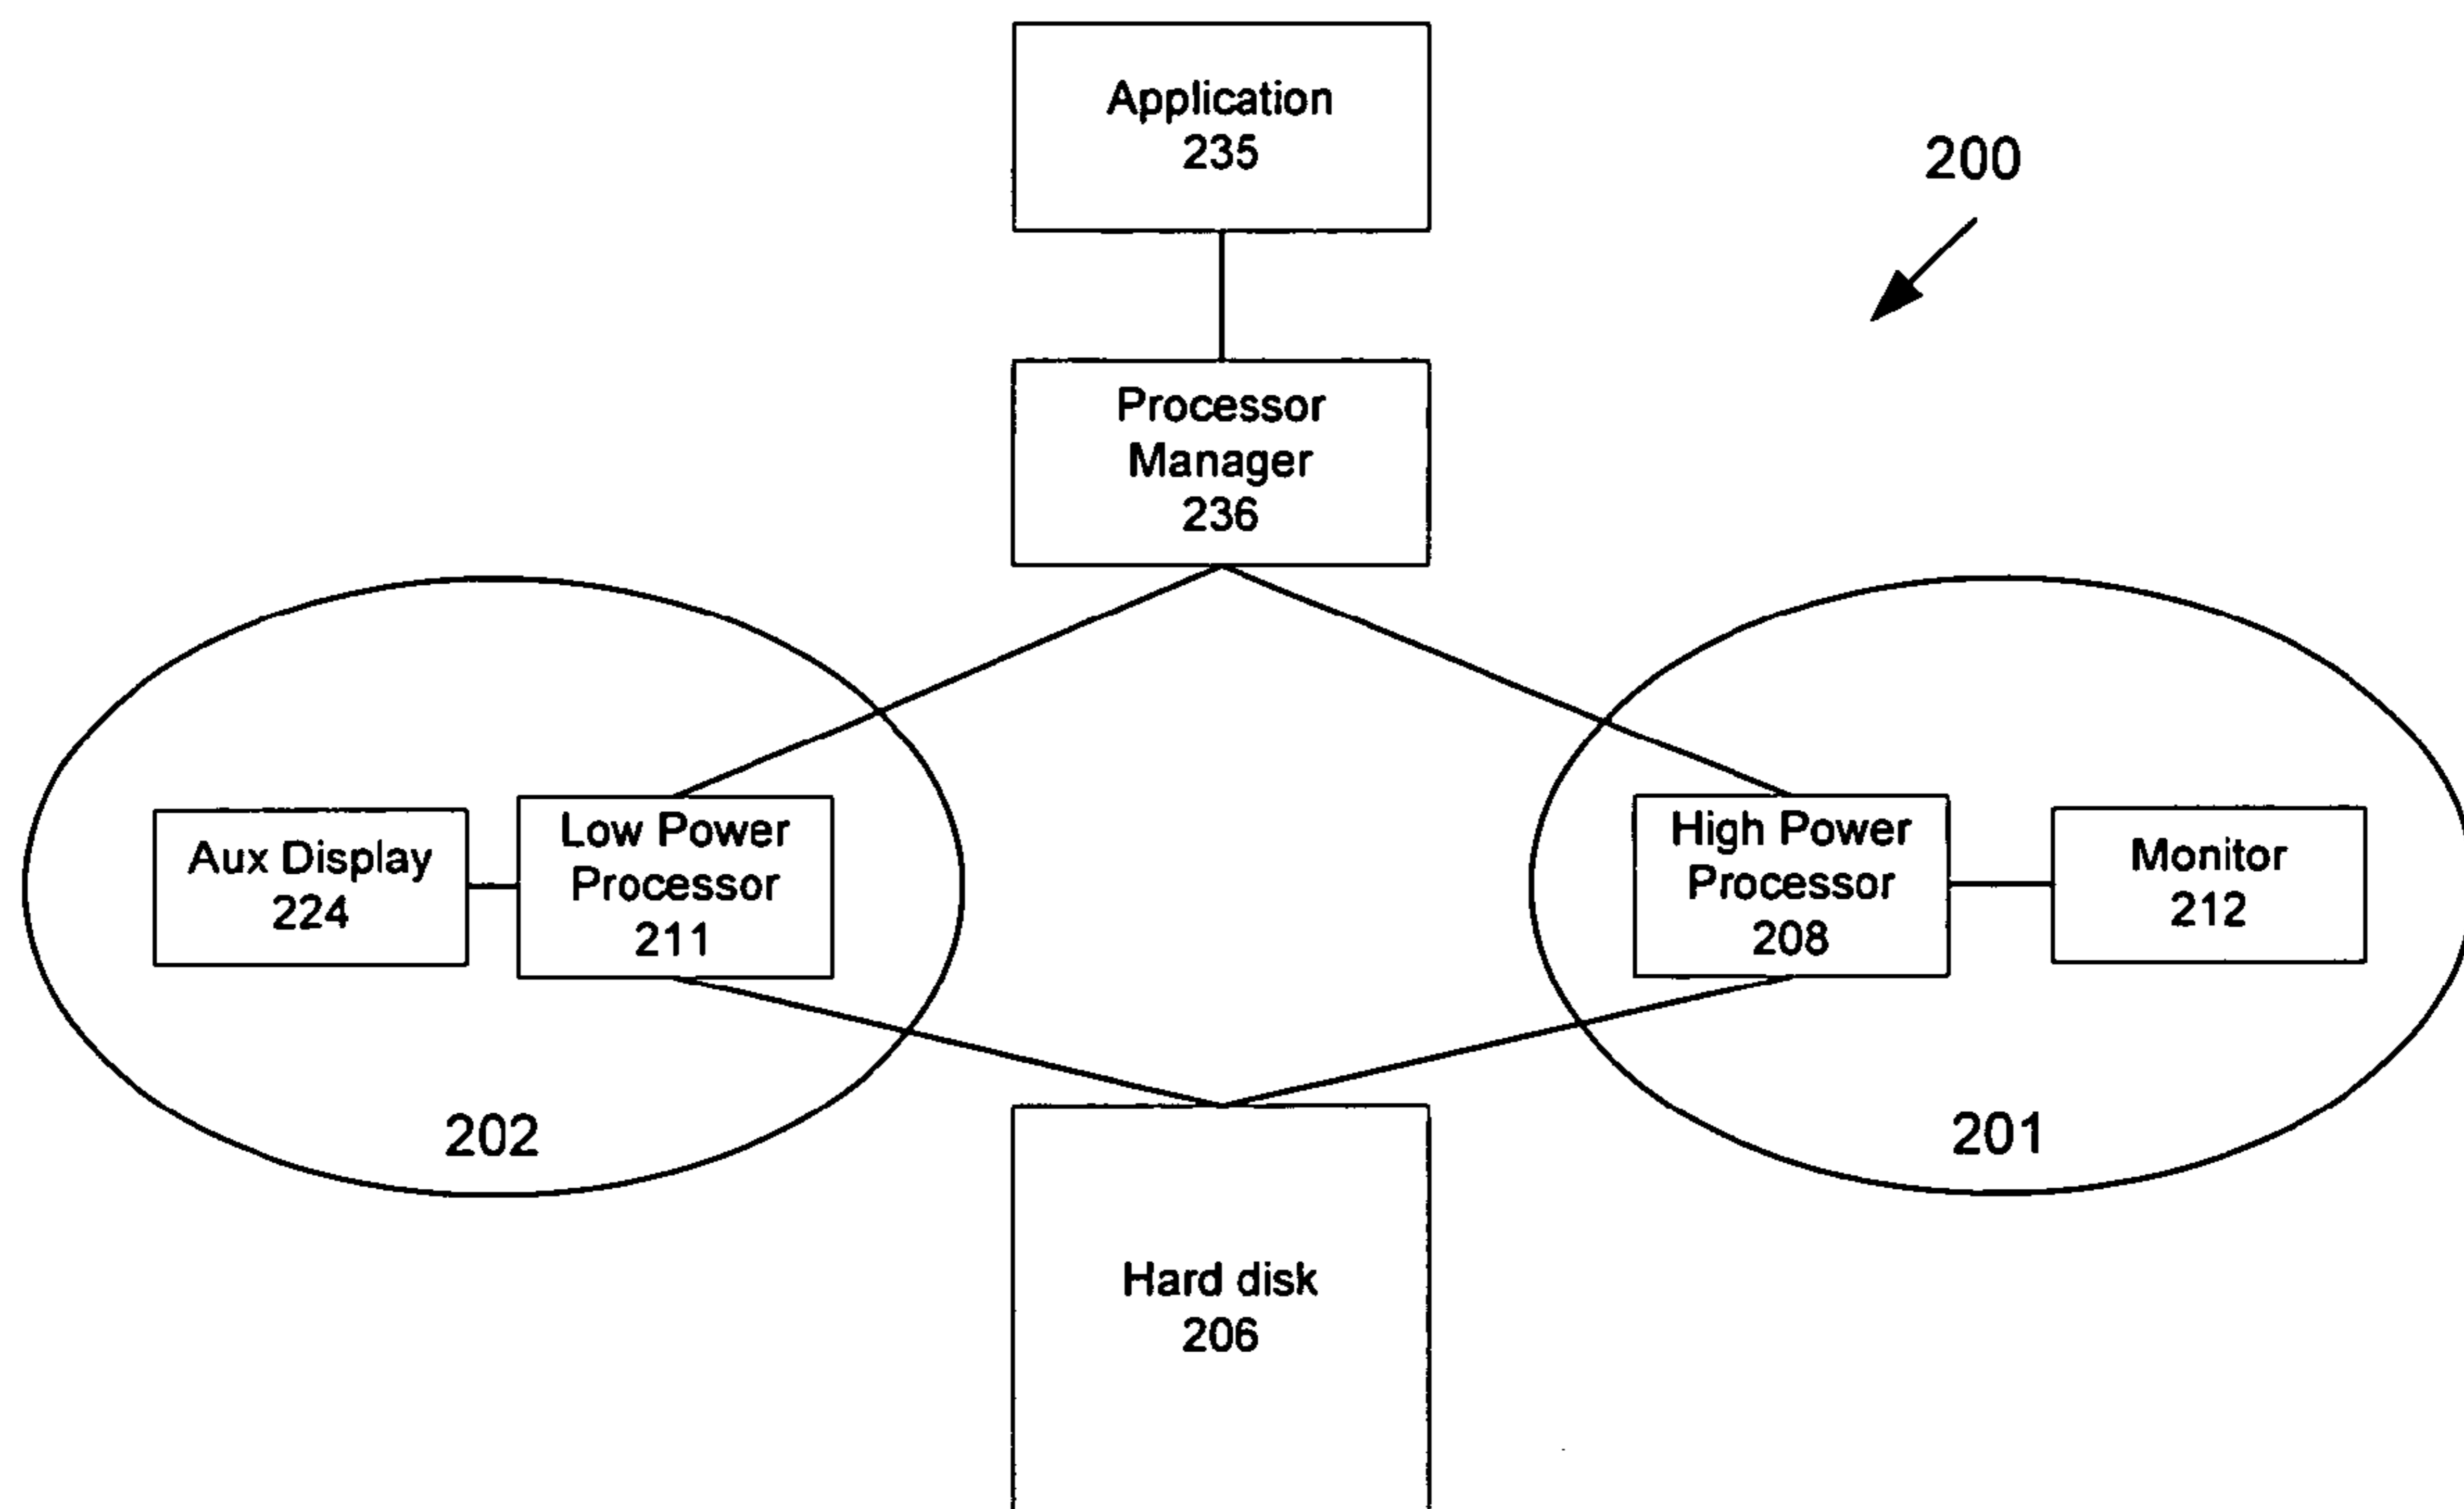 Application
235
200
Processor
Manager
236
Aux Display
224
Low Power
Processor
211
High Power
Processor
208
Monitor
212
202
201
Hard disk
206